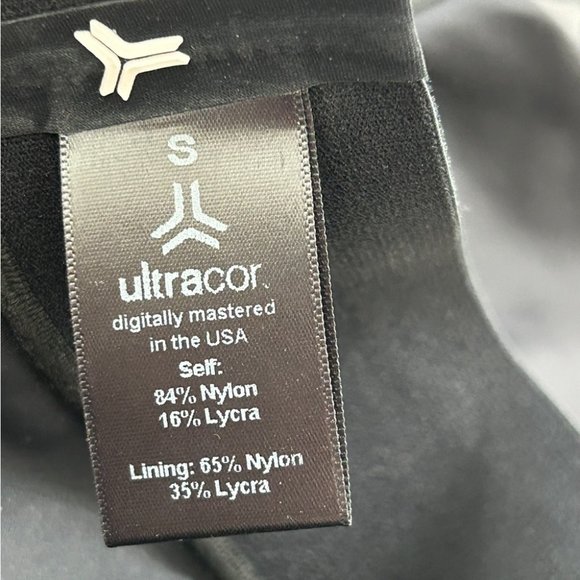 S
ultracor.
digitally mastered
in the USA
Self:
84% Nylon
16% Lycra
Lining: 65% Nylon
35% Lycra